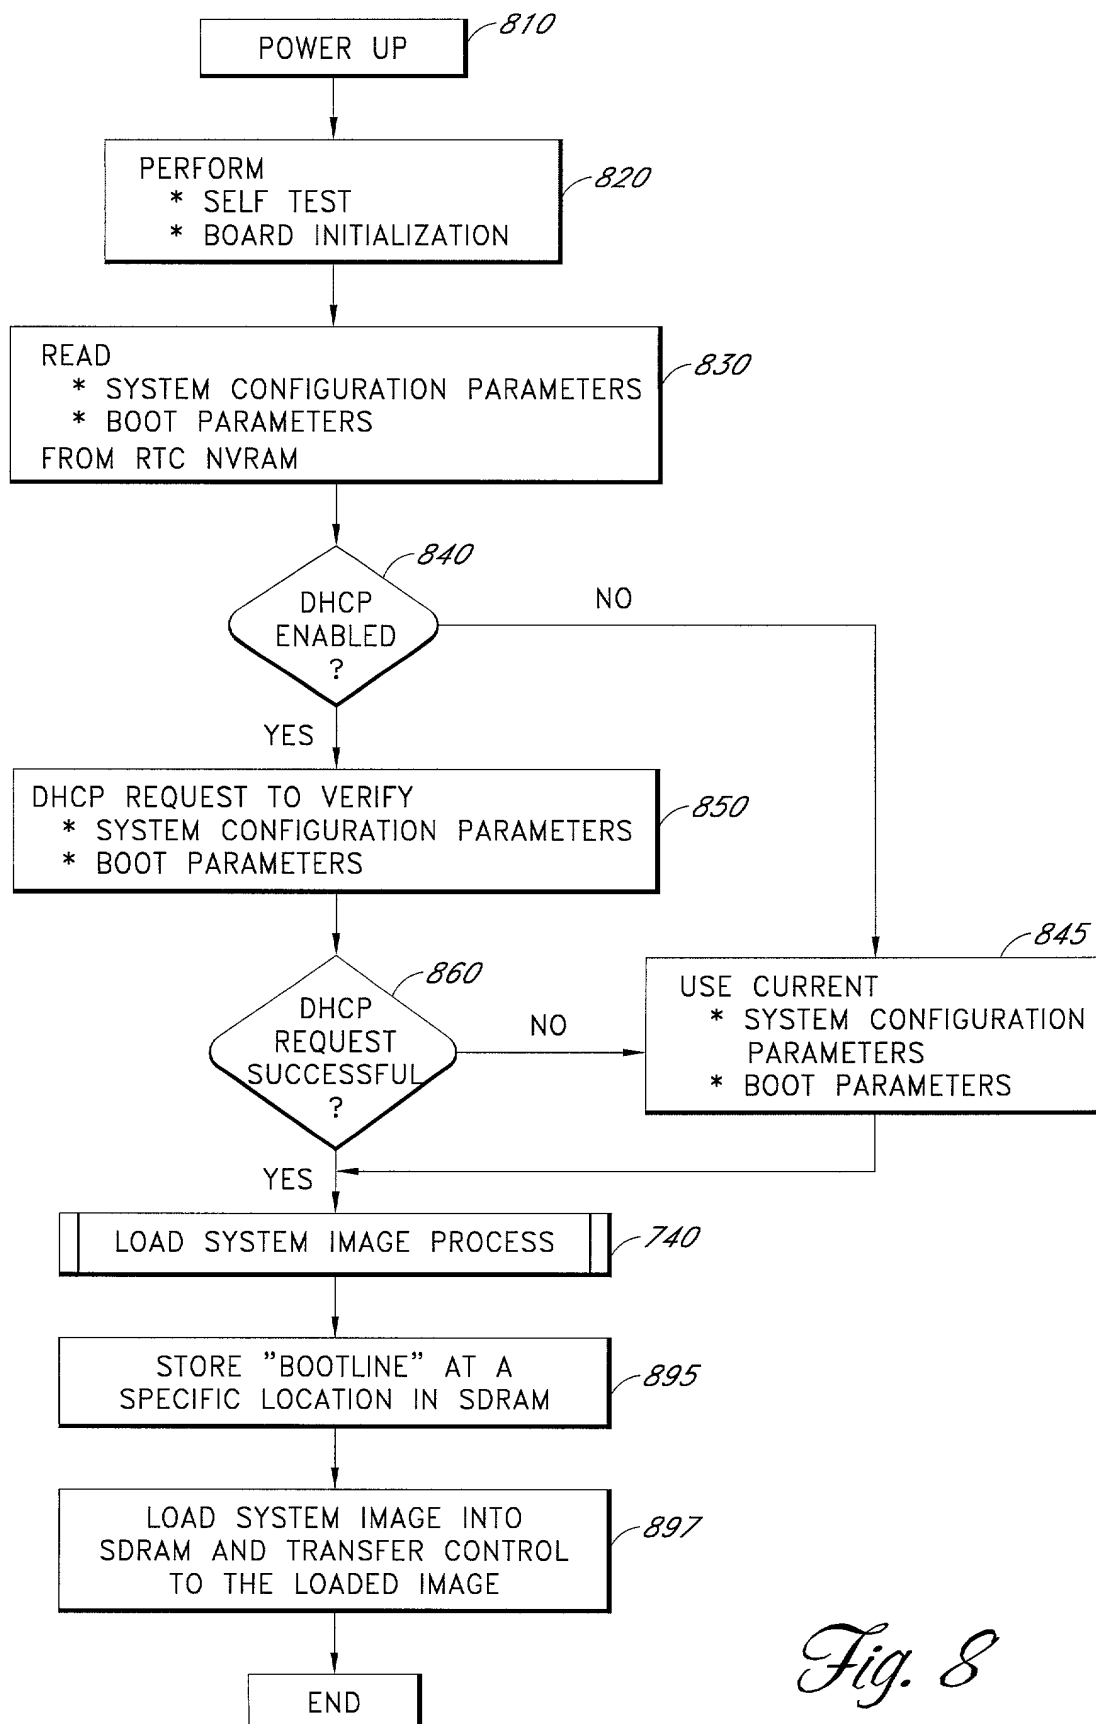 810
POWER UP
PERFORM
* SELF TEST
* BOARD INITIALIZATION
820
READ
* SYSTEM CONFIGURATION PARAMETERS
* BOOT PARAMETERS
FROM RTC NVRAM
830
840
DHCP
ENABLED
?
NO
YES
DHCP REQUEST TO VERIFY
* SYSTEM CONFIGURATION PARAMETERS
* BOOT PARAMETERS
850
860
DHCP
REQUEST
SUCCESSFUL
?
NO
845
USE CURRENT
* SYSTEM CONFIGURATION
PARAMETERS
* BOOT PARAMETERS
YES
LOAD SYSTEM IMAGE PROCESS
740
STORE "BOOTLINE" AT A
SPECIFIC LOCATION IN SDRAM
895
LOAD SYSTEM IMAGE INTO
SDRAM AND TRANSFER CONTROL
TO THE LOADED IMAGE
897
END
Fig. 8